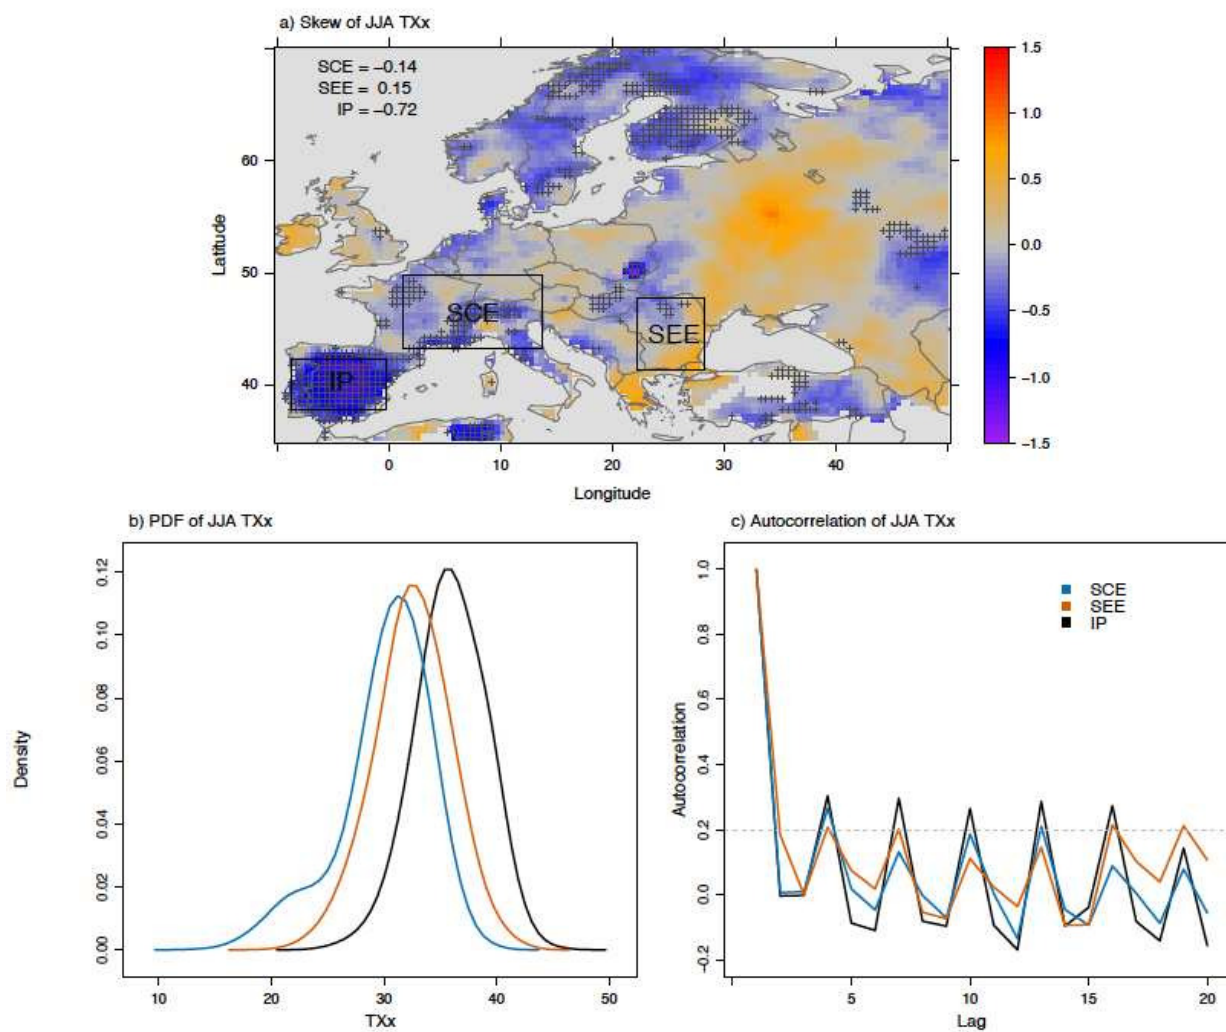 a) Skew of JJA TXx
SCE = −0.14
SEE = 0.15
IP = −0.72
SCE
SEE
IP
60
50
40
Latitude
0
10
20
30
40
Longitude
1.5
1.0
0.5
0.0
−0.5
−1.0
−1.5
b) PDF of JJA TXx
0.12
0.10
0.08
0.06
0.04
0.02
0.00
Density
10
20
30
40
50
TXx
c) Autocorrelation of JJA TXx
SCE
SEE
IP
1.0
0.8
0.6
0.4
0.2
0.0
−0.2
Autocorrelation
5
10
15
20
Lag